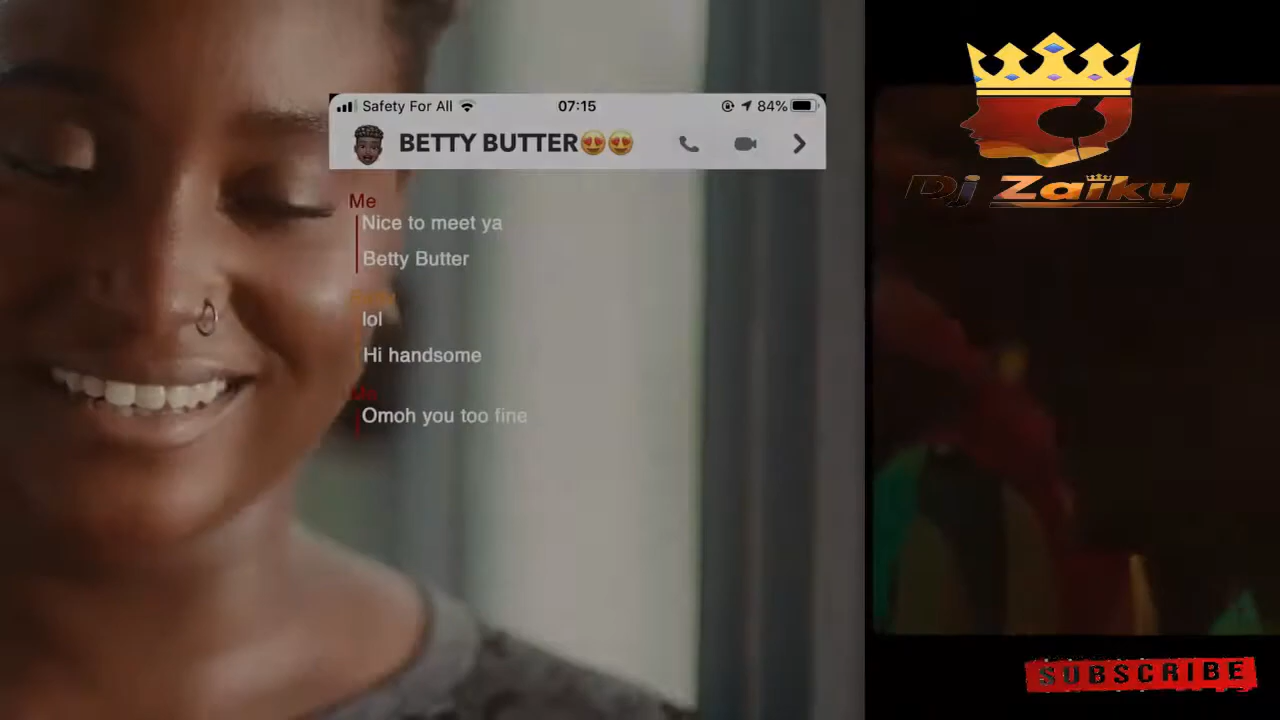 Safety For All
07:15
84%
BETTY BUTTER😍😍
Me
Nice to meet ya
Betty Butter
lol
Hi handsome
Me
Omoh you too fine
Dj Zaiky
SUBSCRIBE